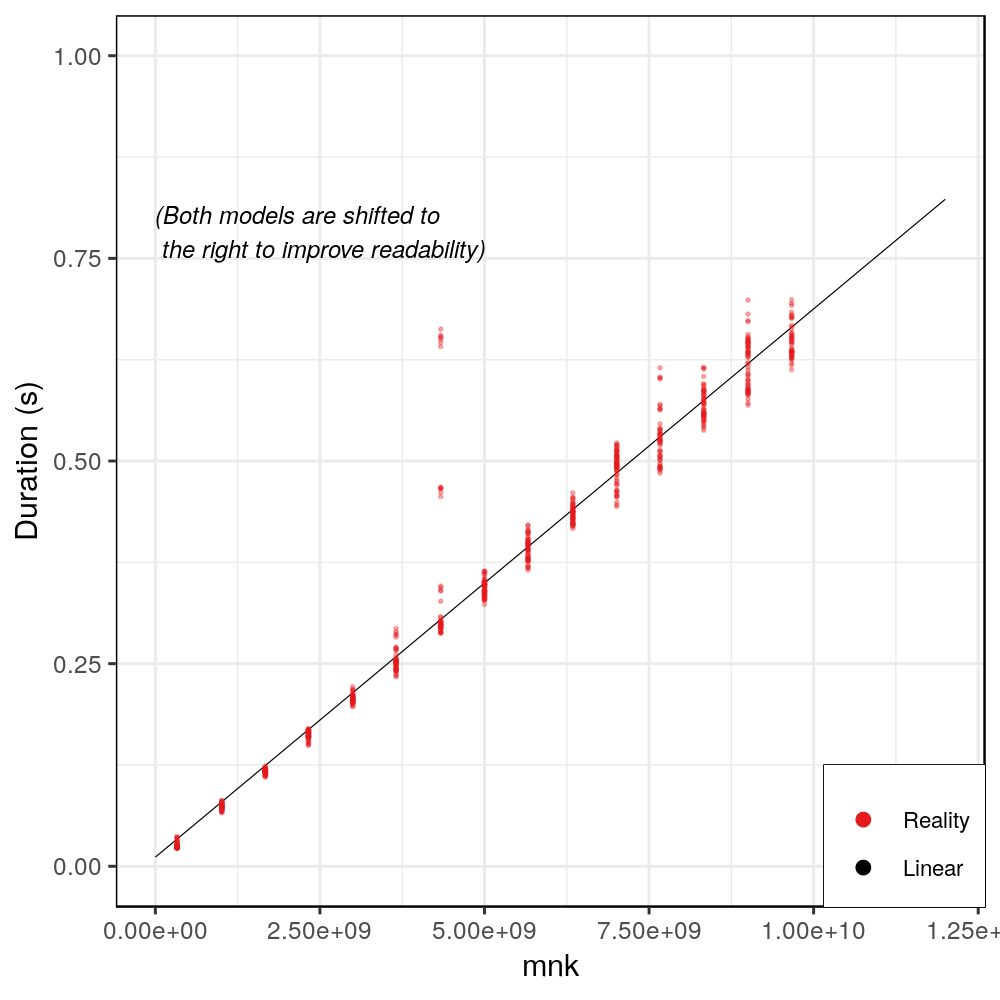 1.00
(Both models are shifted to
the right to improve readability)
0.75
Duration (s)
0.50
0.25
Reality
Linear
0.00
0.00e+00 2.50e+09 5.00e+09 7.50e+09 1.00e+10 1.25e+
mnk